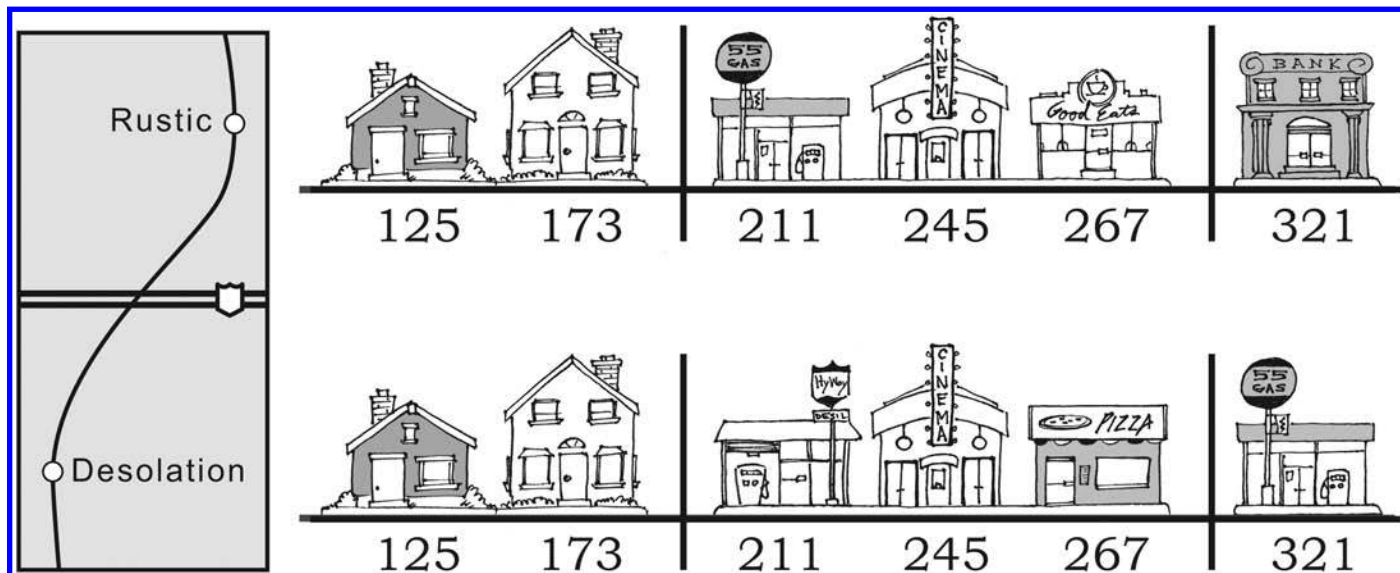 Rustic
Desolation
55
GAS
CINEMA
Good Eats
BANK
125 173 211 245 267 321
HyWay
DESIL
CINEMA
PIZZA
55
GAS
125 173 211 245 267 321